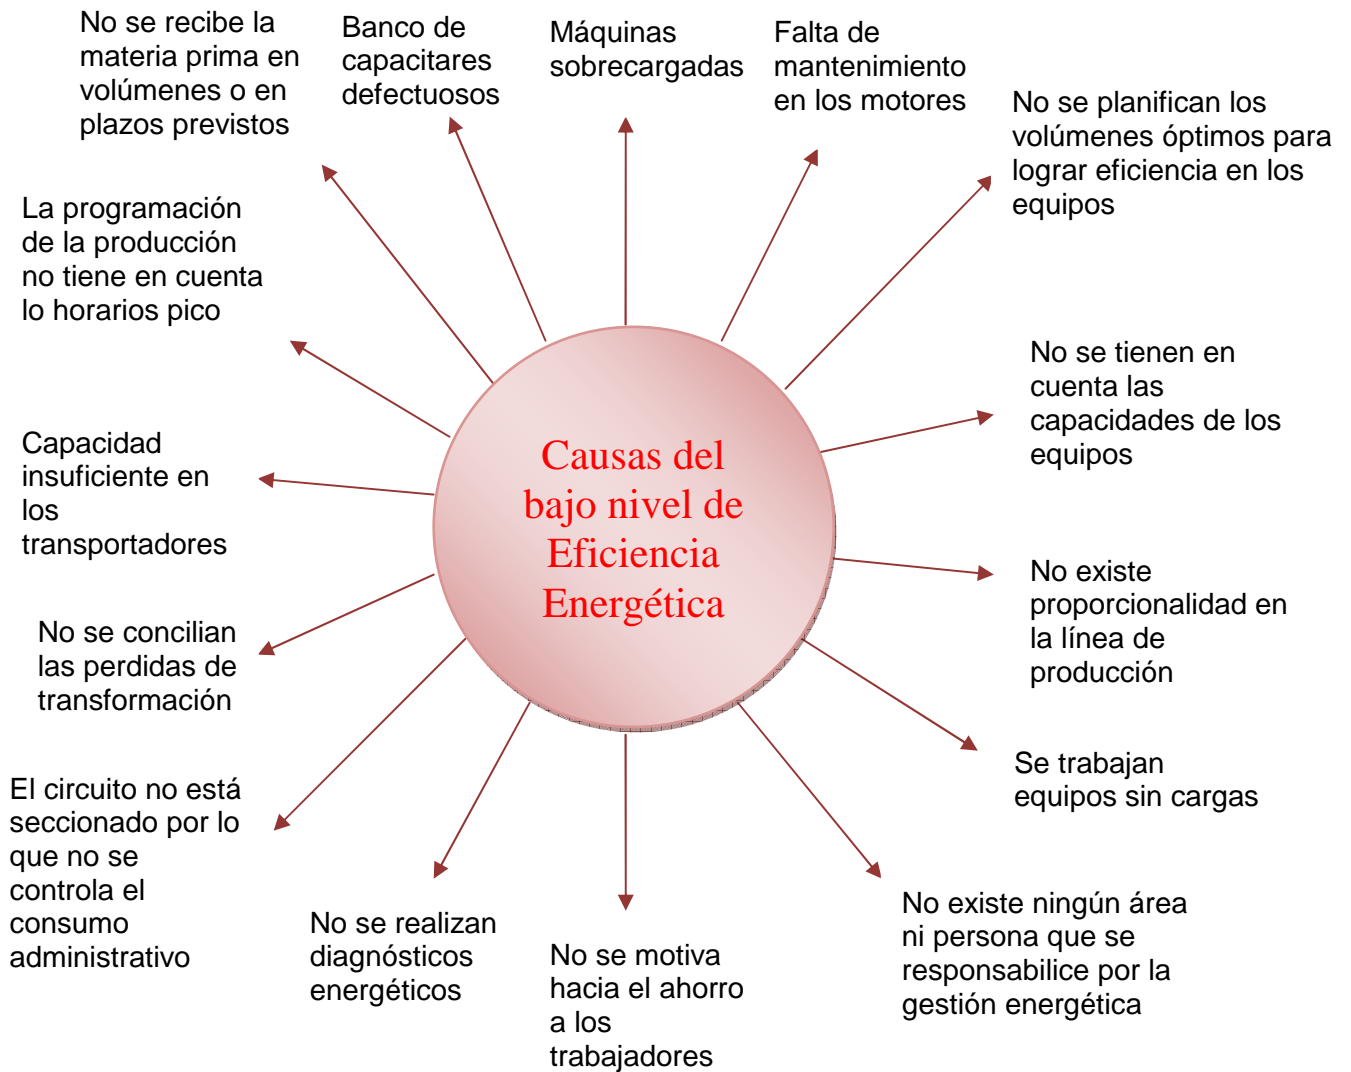 No se recibe la
materia prima en
volúmenes o en
plazos previstos
Banco de
capacitares
defectuosos
Máquinas
sobrecargadas
Falta de
mantenimiento
en los motores
No se planifican los
volúmenes óptimos para
lograr eficiencia en los
equipos
La programación
de la producción
no tiene en cuenta
lo horarios pico
No se tienen en
cuenta las
capacidades de los
equipos
Capacidad
insuficiente en
los
transportadores
Causas del
bajo nivel de
Eficiencia
Energética
No existe
proporcionalidad en
la línea de
producción
No se concilian
las perdidas de
transformación
Se trabajan
equipos sin cargas
El circuito no está
seccionado por lo
que no se
controla el
consumo
administrativo
No se realizan
diagnósticos
energéticos
No se motiva
hacia el ahorro
a los
trabajadores
No existe ningún área
ni persona que se
responsabilice por la
gestión energética